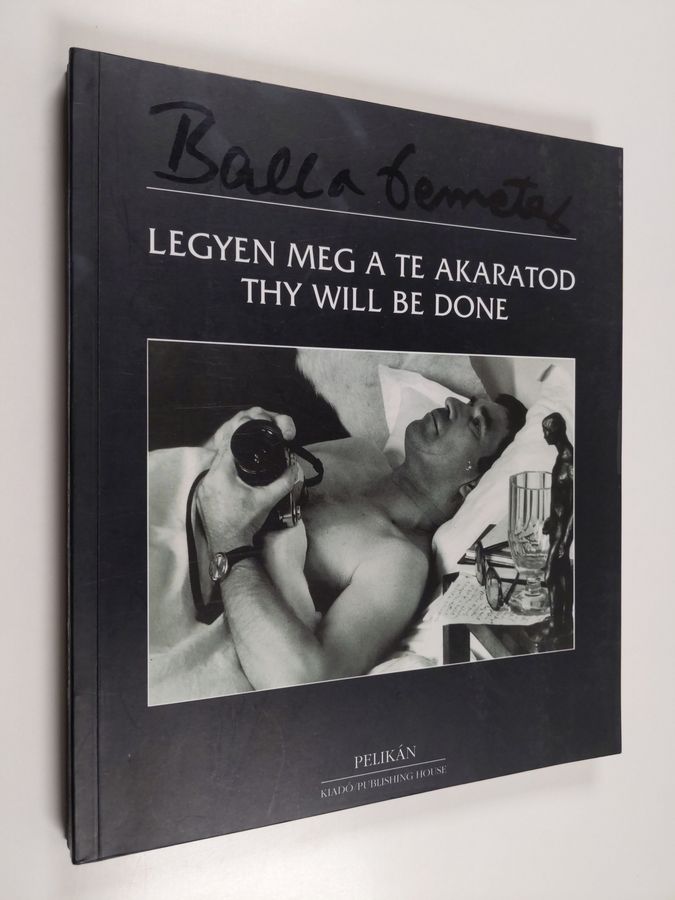 Balla Demeter
LEGYEN MEG A TE AKARATOD
THY WILL BE DONE
PELIKÁN
KIADÓ/PUBLISHING HOUSE